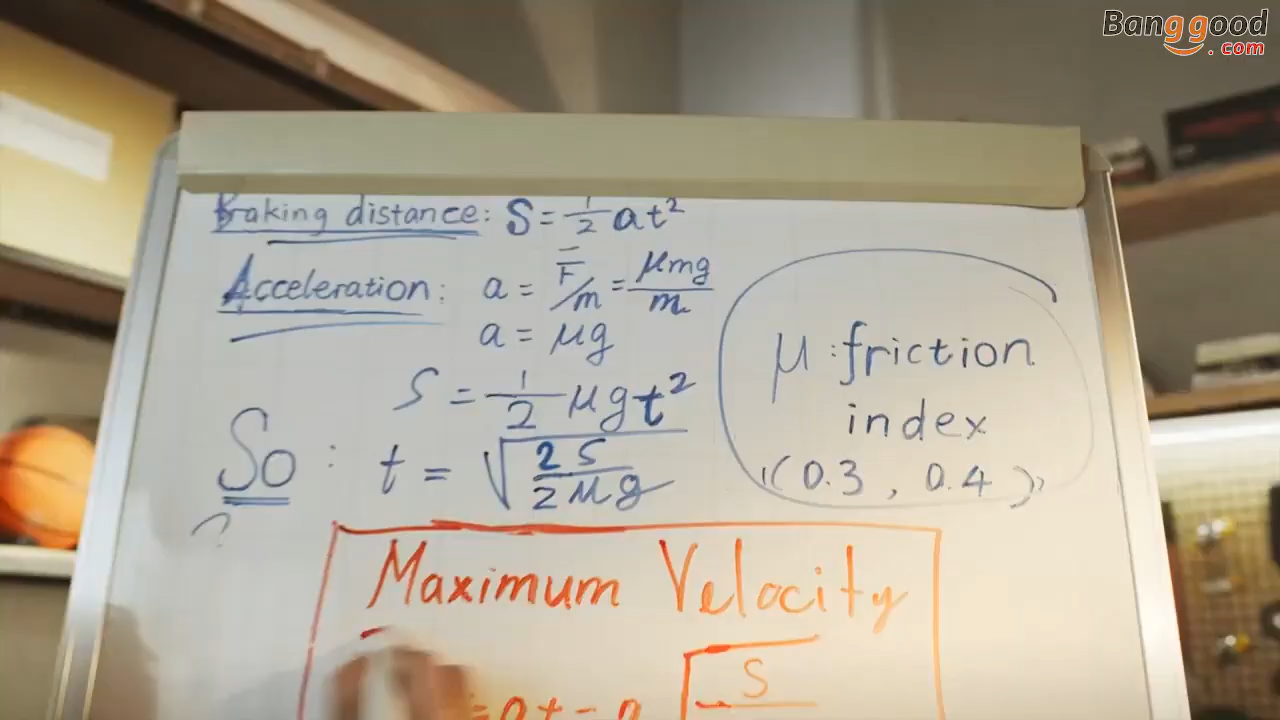 Banggood
.com
Braking distance: S = 1/2 at²
Acceleration: a = F/m = μmg/m
a = μg
S = 1/2 μgt²
So : t = √(2S/2μg)
μ : friction
index
(0.3 , 0.4)
Maximum Velocity
= at = a √S